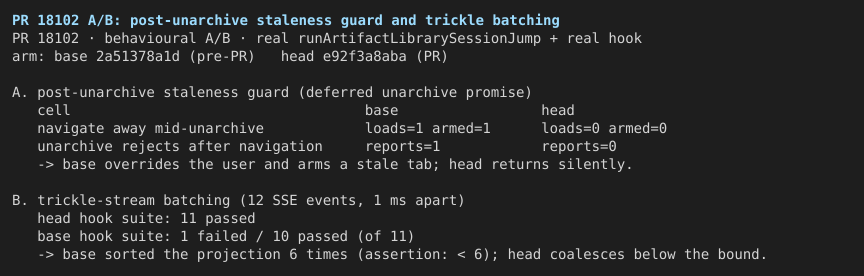 PR 18102 A/B: post-unarchive staleness guard and trickle batching
PR 18102 · behavioural A/B · real runArtifactLibrarySessionJump + real hook
arm: base 2a51378a1d (pre-PR)   head e92f3a8aba (PR)
A. post-unarchive staleness guard (deferred unarchive promise)
cell   base   head
navigate away mid-unarchive   loads=1 armed=1   loads=0 armed=0
unarchive rejects after navigation   reports=1   reports=0
-> base overrides the user and arms a stale tab; head returns silently.
B. trickle-stream batching (12 SSE events, 1 ms apart)
head hook suite: 11 passed
base hook suite: 1 failed / 10 passed (of 11)
-> base sorted the projection 6 times (assertion: < 6); head coalesces below the bound.